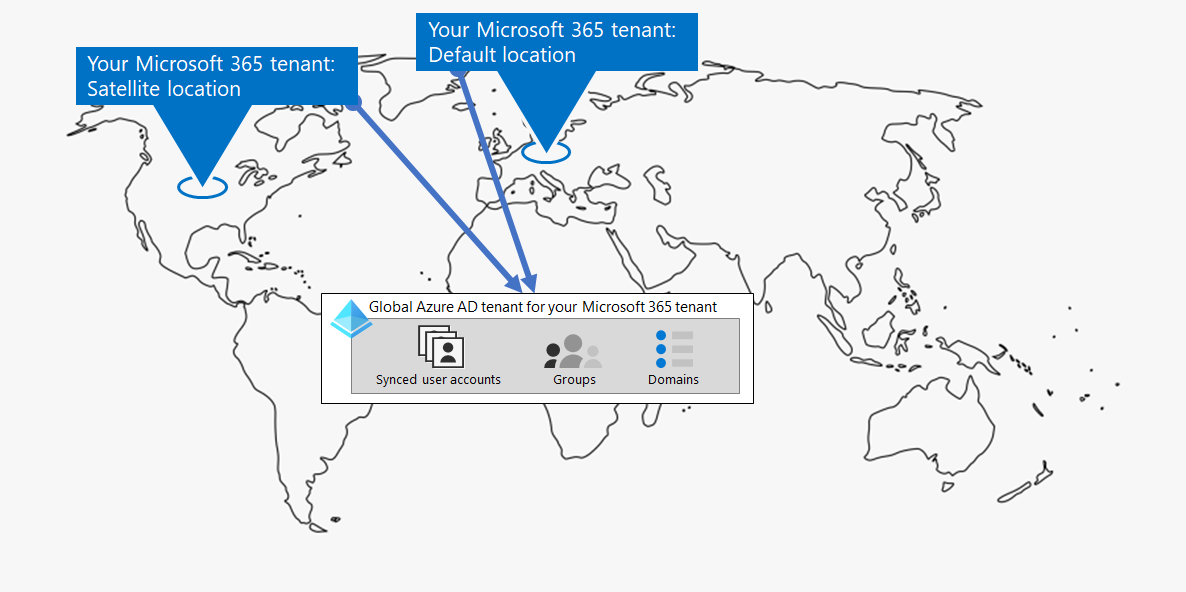 Your Microsoft 365 tenant:
Default location
Your Microsoft 365 tenant:
Satellite location
Global Azure AD tenant for your Microsoft 365 tenant
Synced user accounts
Groups
Domains